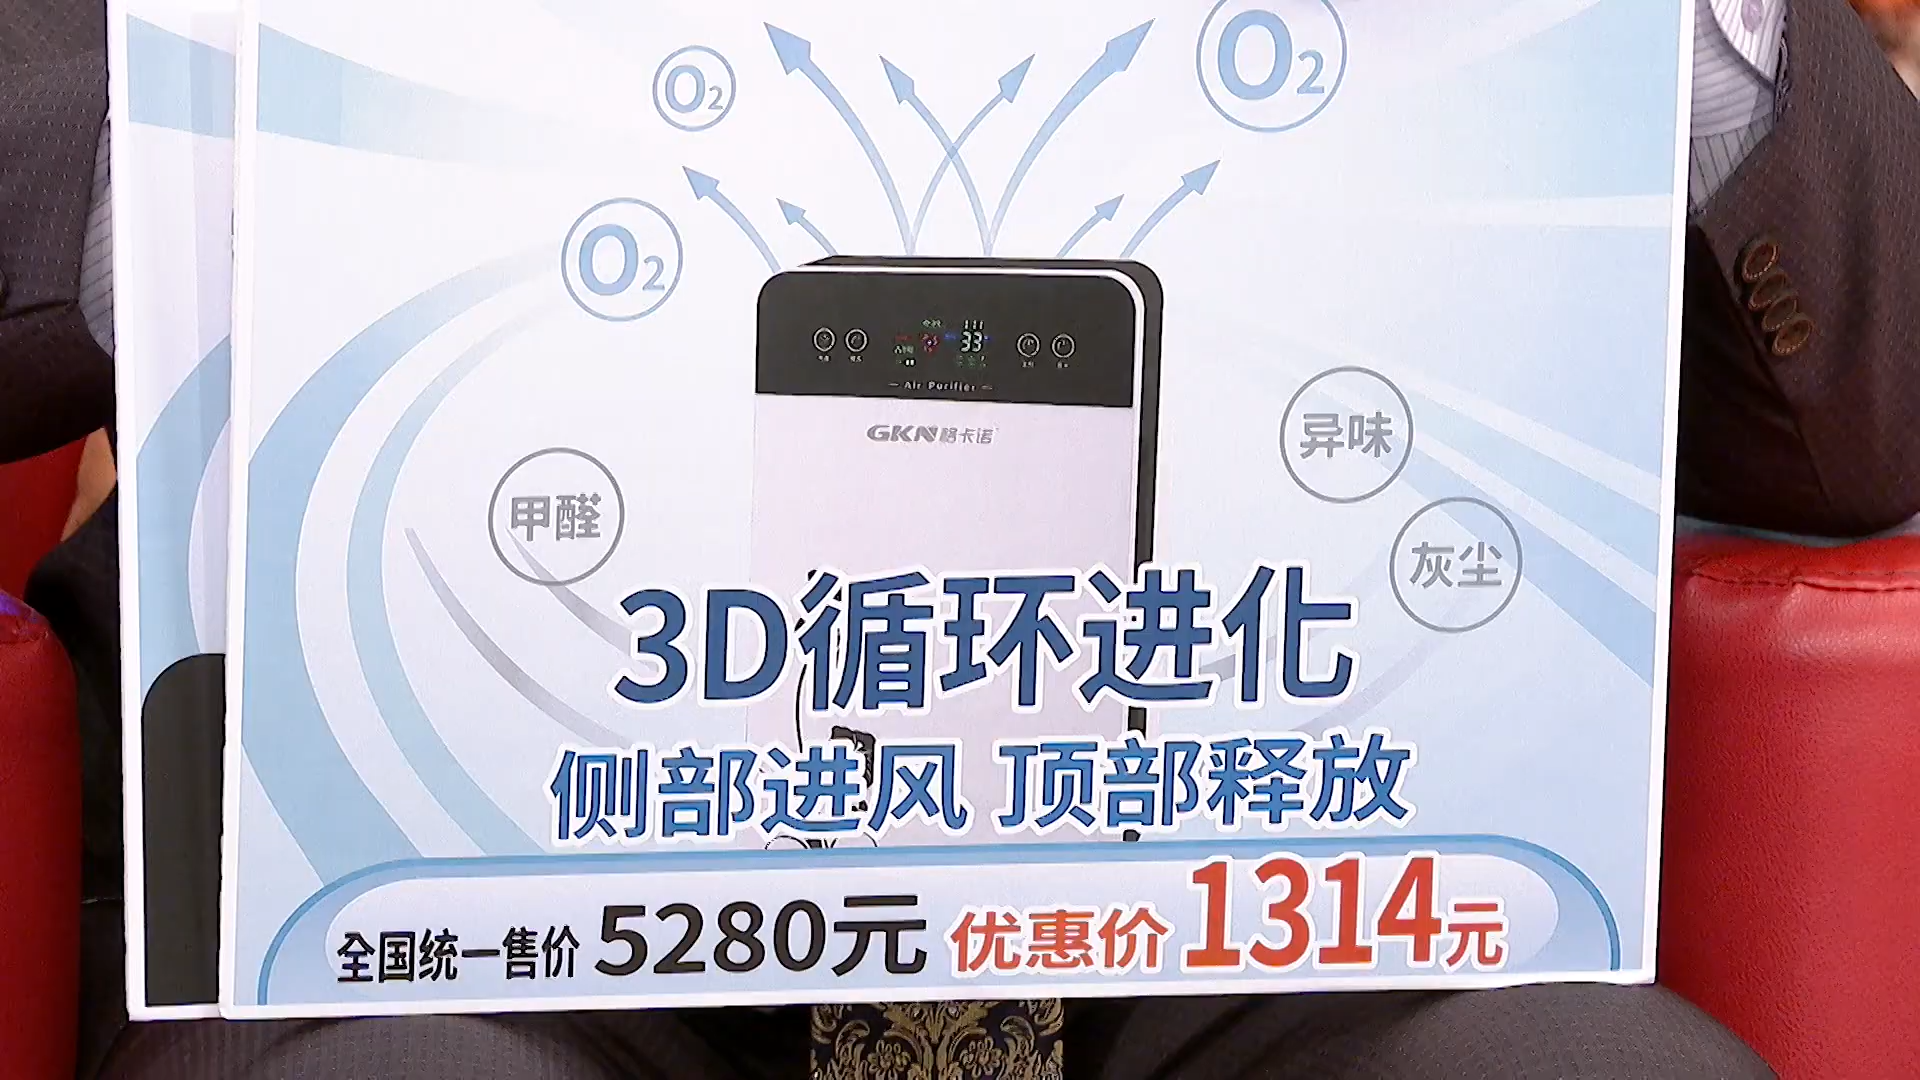 O2
O2
O2
33
Air Purifier
GKN格卡诺
异味
甲醛
灰尘
3D循环进化
侧部进风 顶部释放
全国统一售价 5280元 优惠价 1314元